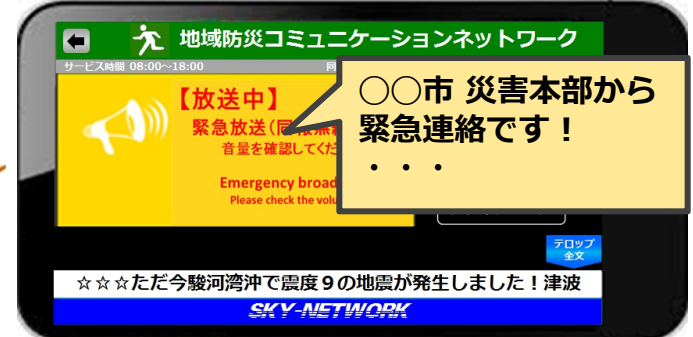 地域防災コミュニケーションネットワーク
サービス時間 08:00～18:00
【放送中】
緊急放送(
音量を確認してくだ
Emergency broad
Please check the volu
○○市 災害本部から
緊急連絡です！
・・・
テロップ
全文
☆☆☆ただ今駿河湾沖で震度９の地震が発生しました！津波
SKY-NETWORK